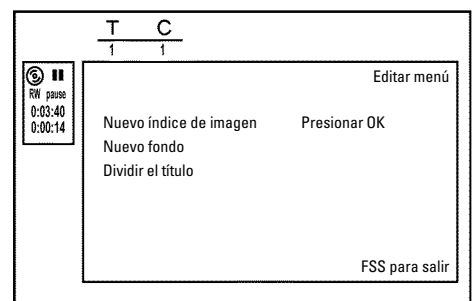 T C
1 1
RW pause
0:03:40
0:00:14
Editar menú
Nuevo índice de imagen Presionar OK
Nuevo fondo
Dividir el título
FSS para salir